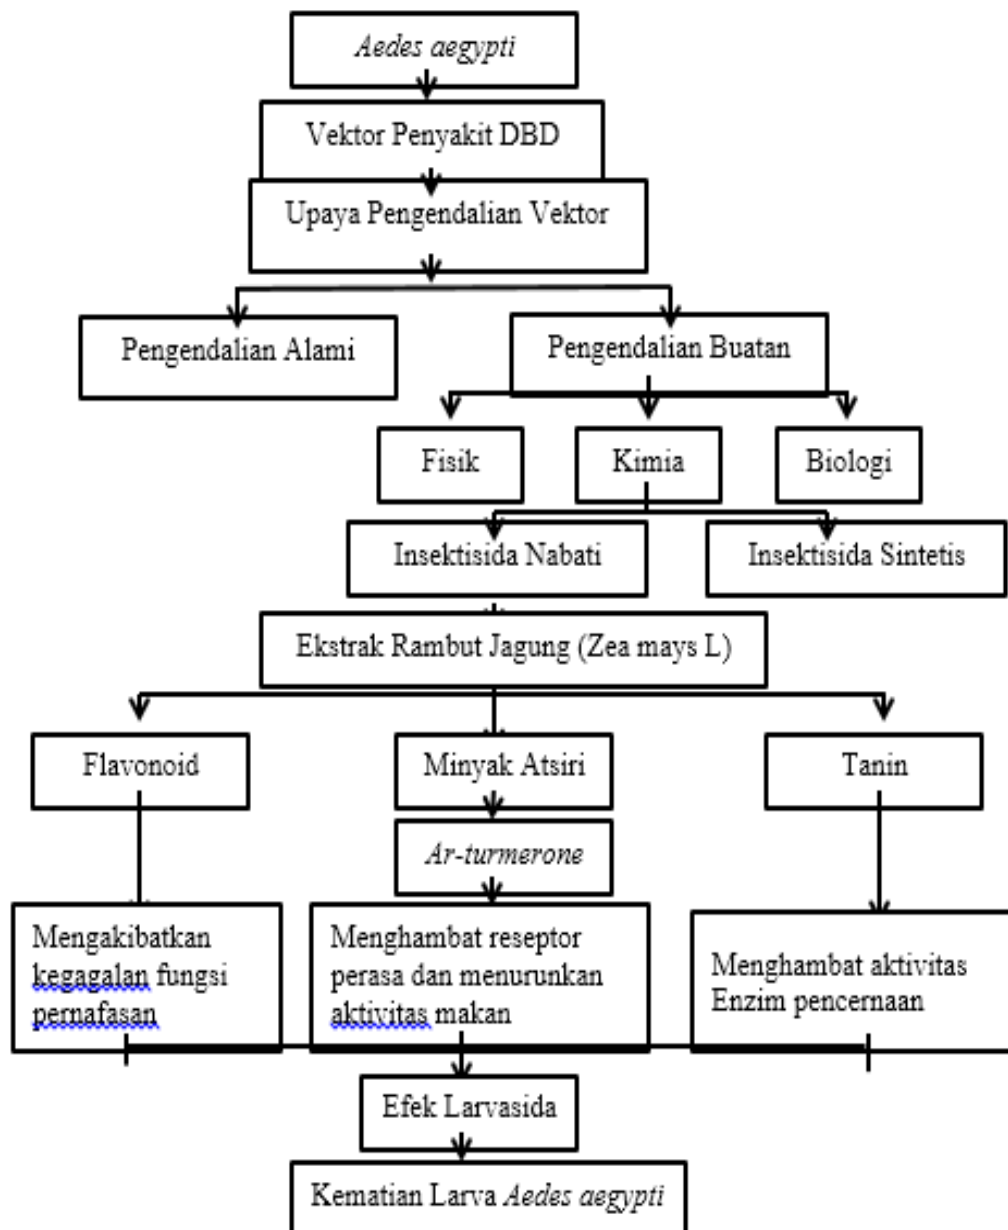 Aedes aegypti
Vektor Penyakit DBD
Upaya Pengendalian Vektor
Pengendalian Alami
Pengendalian Buatan
Fisik
Kimia
Biologi
Insektisida Nabati
Insektisida Sintetis
Ekstrak Rambut Jagung (Zea mays L)
Flavonoid
Minyak Atsiri
Tanin
Ar-turmerone
Mengakibatkan
kegagalan fungsi
pernafasan
Menghambat reseptor
perasa dan menurunkan
aktivitas makan
Menghambat aktivitas
Enzim pencernaan
Efek Larvasida
Kematian Larva Aedes aegypti